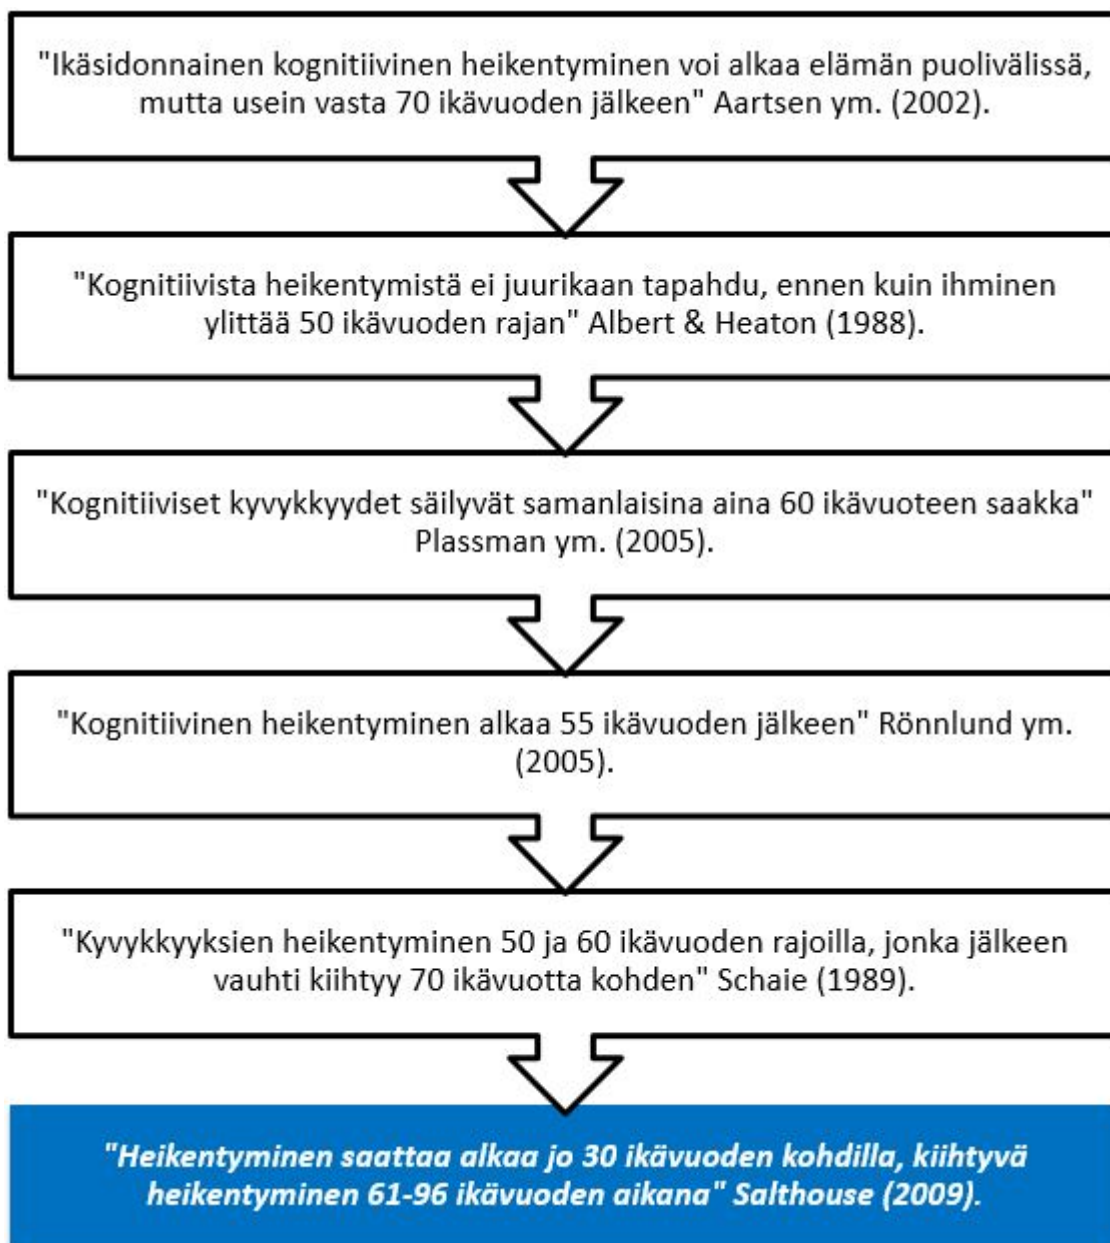 "Ikäsidonnainen kognitiivinen heikentyminen voi alkaa elämän puolivälissä,
mutta usein vasta 70 ikävuoden jälkeen" Aartsen ym. (2002).
"Kognitiivista heikentymistä ei juurikaan tapahdu, ennen kuin ihminen
ylittää 50 ikävuoden rajan" Albert & Heaton (1988).
"Kognitiiviset kyvykkyydet säilyvät samanlaisina aina 60 ikävuoteen saakka"
Plassman ym. (2005).
"Kognitiivinen heikentyminen alkaa 55 ikävuoden jälkeen" Rönnlund ym.
(2005).
"Kyvykkyyksien heikentyminen 50 ja 60 ikävuoden rajoilla, jonka jälkeen
vauhti kiihtyy 70 ikävuotta kohden" Schaie (1989).
"Heikentyminen saattaa alkaa jo 30 ikävuoden kohdilla, kiihtyvä
heikentyminen 61-96 ikävuoden aikana" Salthouse (2009).